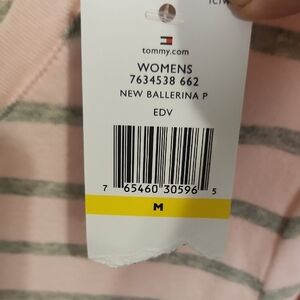 tommy.com
WOMENS
7634538 662
NEW BALLERINA P
EDV
7 65460 30596 5
M